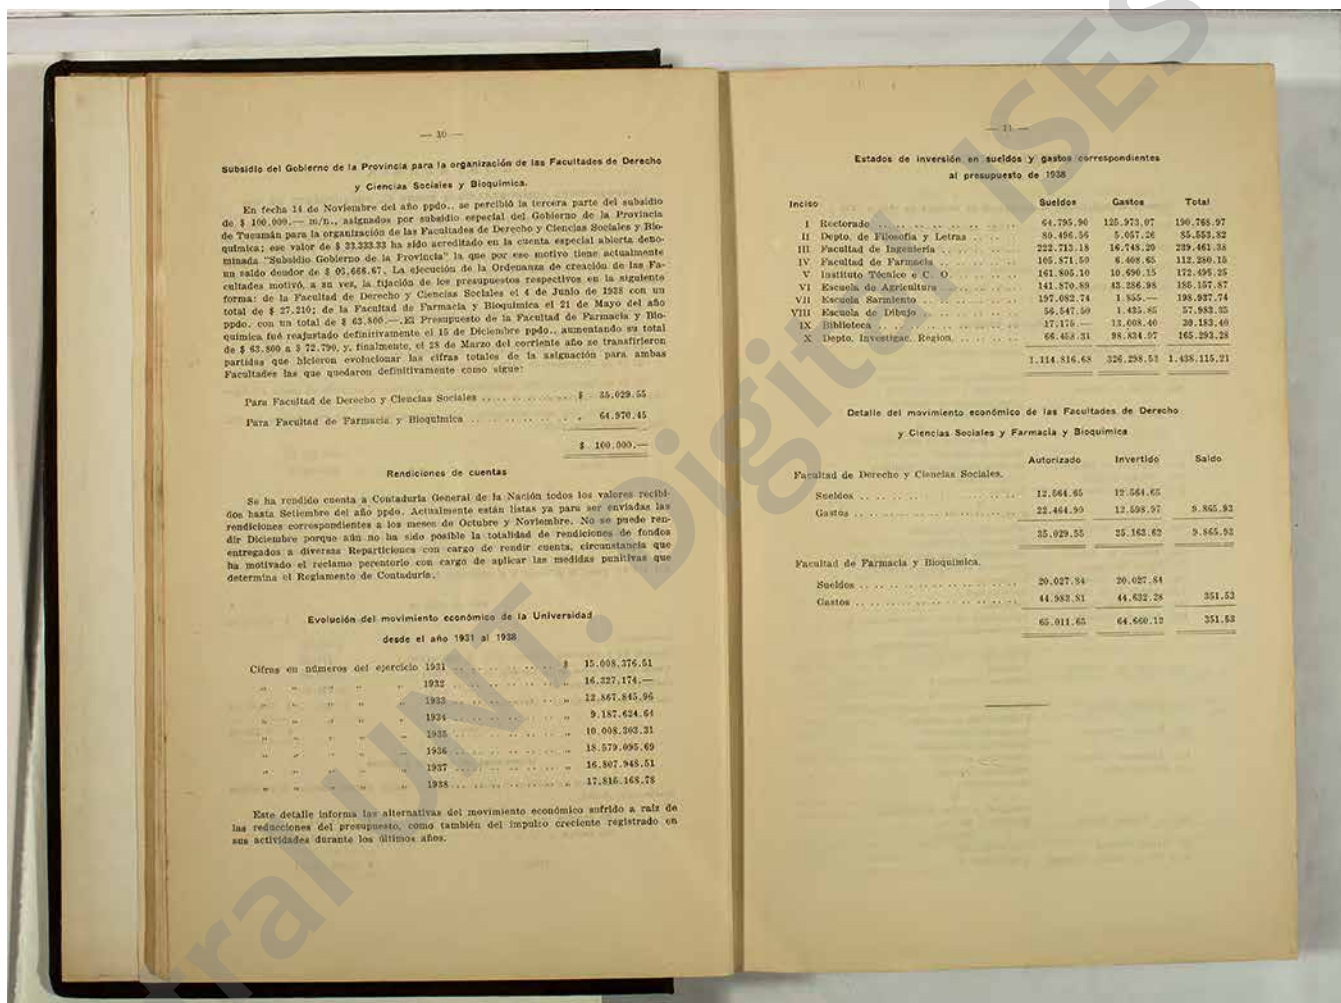 — 30 —
Subsidio del Gobierno de la Provincia para la organización de las Facultades de Derecho
y Ciencias Sociales y Bioquímica.
En fecha 14 de Noviembre del año ppdo., se percibió la tercera parte del subsidio
de $ 100.000.— m/n., asignados por subsidio especial del Gobierno de la Provincia
de Tucumán para la organización de las Facultades de Derecho y Ciencias Sociales y Bio-
química; ese valor de $ 33.333.33 ha sido acreditado en la cuenta especial abierta deno-
minada "Subsidio Gobierno de la Provincia" la que por ese motivo tiene actualmente
un saldo deudor de $ 66.666.67. La ejecución de la Ordenanza de creación de las Fa-
cultades motivó, a su vez, la fijación de los presupuestos respectivos en la siguiente
forma: de la Facultad de Derecho y Ciencias Sociales el 4 de Junio de 1938 con un
total de $ 27.210; de la Facultad de Farmacia y Bioquímica el 21 de Mayo del año
ppdo. con un total de $ 63.800.—.El Presupuesto de la Facultad de Farmacia y Bio-
química fué reajustado definitivamente el 15 de Diciembre ppdo., aumentando su total
de $ 63.800 a $ 72.790, y, finalmente, el 28 de Marzo del corriente año se transfirieron
partidas que hicieron evolucionar las cifras totales de la asignación para ambas
Facultades las que quedaron definitivamente como sigue:
Para Facultad de Derecho y Ciencias Sociales .............. $ 35.029.55
Para Facultad de Farmacia y Bioquímica .............. „ 64.970.45
$ 100.000.—
Rendiciones de cuentas
Se ha rendido cuenta a Contaduría General de la Nación todos los valores recibi-
dos hasta Setiembre del año ppdo. Actualmente están listas ya para ser enviadas las
rendiciones correspondientes a los meses de Octubre y Noviembre. No se puede ren-
dir Diciembre porque aún no ha sido posible la totalidad de rendiciones de fondos
entregados a diversas Reparticiones con cargo de rendir cuenta, circunstancia que
ha motivado el reclamo perentorio con cargo de aplicar las medidas punitivas que
determina el Reglamento de Contaduría.
Evolución del movimiento económico de la Universidad
desde el año 1931 al 1938
Cifras en números del ejercicio 1931 .............. $ 15.008,376.51
„ „ „ „ „ 1932 .............. „ 16.327,174.—
„ „ „ „ „ 1933 .............. „ 12.867.845.96
„ „ „ „ „ 1934 .............. „ 9.187.624.64
„ „ „ „ „ 1935 .............. „ 10.008.303.31
„ „ „ „ „ 1936 .............. „ 18.579.095.69
„ „ „ „ „ 1937 .............. „ 16.807.948.51
„ „ „ „ „ 1938 .............. „ 17.816.168.78
Este detalle informa las alternativas del movimiento económico sufrido a raíz de
las reducciones del presupuesto, como también del impulco creciente registrado en
sus actividades durante los últimos años.
— 31 —
Estados de inversión en sueldos y gastos correspondientes
al presupuesto de 1938
Inciso Sueldos Gastos Total
I Rectorado .............. 64.795.90 125.973.07 190.768.97
II Depto. de Filosofía y Letras ...... 80.496.56 5.057.26 85.553.82
III Facultad de Ingeniería .......... 222.713.18 16.748.20 239.461.38
IV Facultad de Farmacia .......... 105.871.50 6.408.65 112.280.15
V Instituto Técnico e C. O. ........ 161.805.10 10.690.15 172.495.25
VI Escuela de Agricultura .......... 141.870.89 43.286.98 185.157.87
VII Escuela Sarmiento .............. 197.082.74 1.855.— 198.937.74
VIII Escuela de Dibujo .............. 56.547.50 1.435.85 57.983.35
IX Biblioteca .............. 17.175.— 13.008.40 30.183.40
X Depto. Investigac. Region. ........ 66.458.31 98.834.97 165.293.28
1.114.816.68 326.298.53 1.438.115.21
Detalle del movimiento económico de las Facultades de Derecho
y Ciencias Sociales y Farmacia y Bioquímica
Autorizado Invertido Saldo
Facultad de Derecho y Ciencias Sociales.
Sueldos .............. 12.564.65 12.564.65
Gastos .............. 22.464.90 12.598.97 9.865.93
35.029.55 25.163.62 9.865.93
Facultad de Farmacia y Bioquímica.
Sueldos .............. 20.027.84 20.027.84
Gastos .............. 44.983.81 44.632.28 351.53
65.011.65 64.660.12 351.53
UNT. Digital ISES